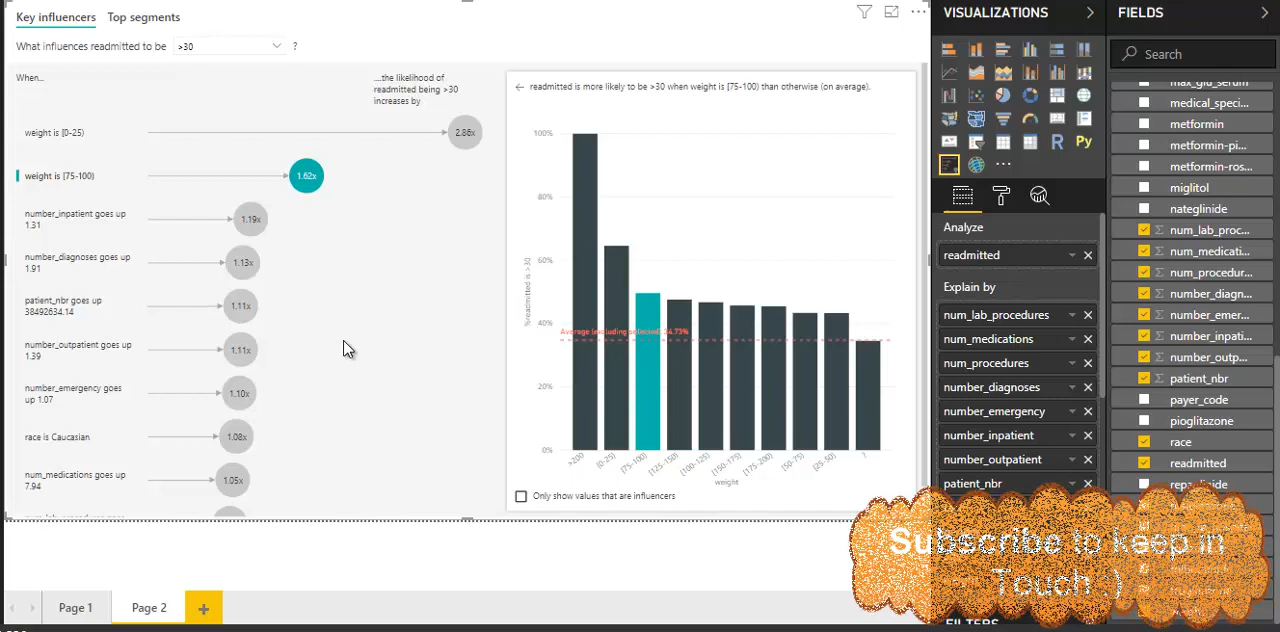 Key influencers Top segments
What influences readmitted to be >30 ?
When...
....the likelihood of
readmitted being >30
increases by
weight is [0-25)
2.86x
weight is [75-100)
1.62x
number_inpatient goes up
1.31
1.19x
number_diagnoses goes up
1.91
1.13x
patient_nbr goes up
38492634.14
1.11x
number_outpatient goes up
1.39
1.11x
number_emergency goes
up 1.07
1.10x
race is Caucasian
1.08x
num_medications goes up
7.94
1.05x
readmitted is more likely to be >30 when weight is [75-100) than otherwise (on average).
%readmitted is >30
100%
80%
60%
40%
20%
0%
Average (excluding selected): 34.73%
>200 [0-25) [75-100) [125-150) [100-125) [150-175) [175-200) [50-75) [25-50) ?
weight
Only show values that are influencers
Page 1 Page 2 +
VISUALIZATIONS
R Py
...
Analyze
readmitted
Explain by
num_lab_procedures
num_medications
num_procedures
number_diagnoses
number_emergency
number_inpatient
number_outpatient
patient_nbr
FILTERS
FIELDS
Search
max_glu_serum
medical_speci...
metformin
metformin-pi...
metformin-ros...
miglitol
nateglinide
num_lab_proc...
num_medicati...
num_procedur...
number_diagn...
number_emer...
number_inpati...
number_outp...
patient_nbr
payer_code
pioglitazone
race
readmitted
repaglinide
Subscribe to keep in
Touch :)